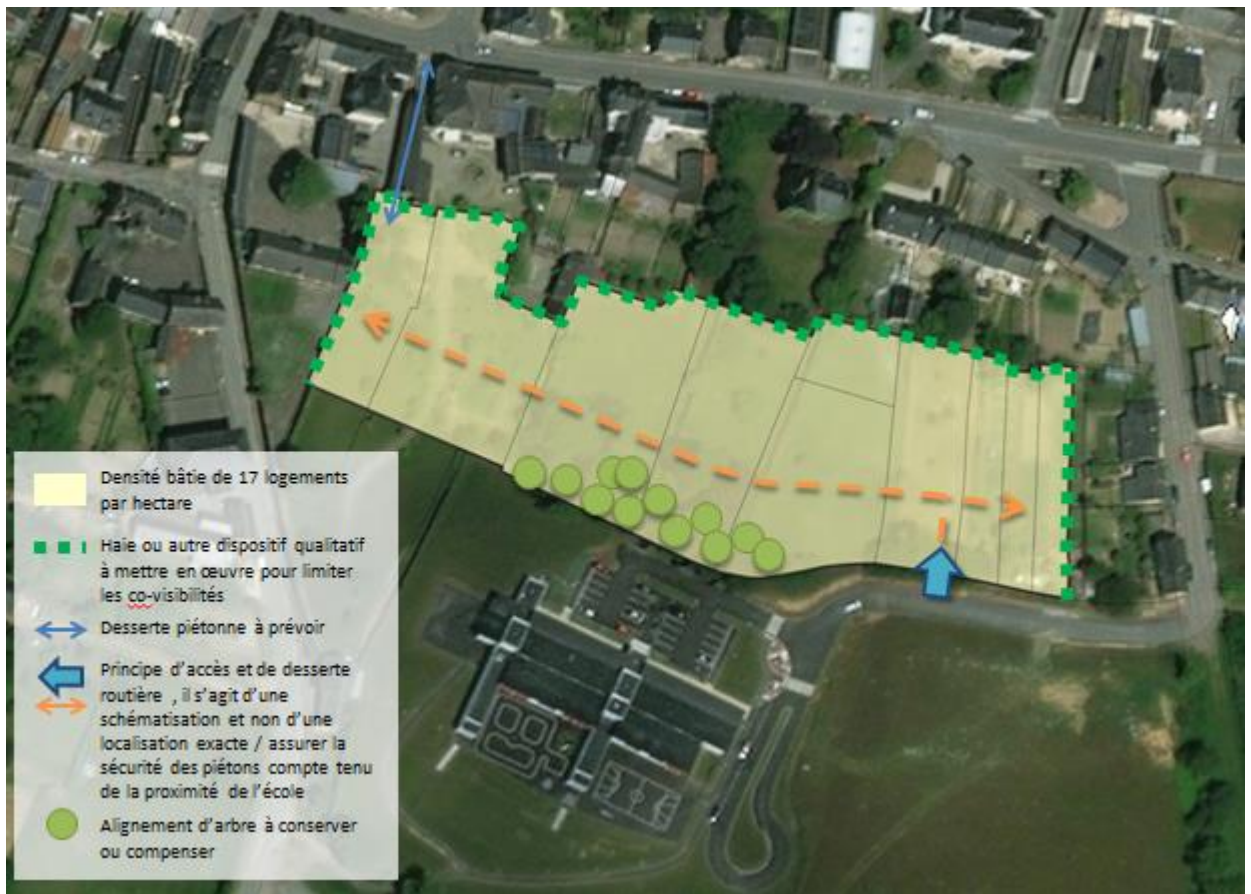 Densité bâtie de 17 logements
par hectare
Haie ou autre dispositif qualitatif
à mettre en œuvre pour limiter
les co-visibilités
Desserte piétonne à prévoir
Principe d'accès et de desserte
routière , il s'agit d'une
schématisation et non d'une
localisation exacte / assurer la
sécurité des piétons compte tenu
de la proximité de l'école
Alignement d'arbre à conserver
ou compenser